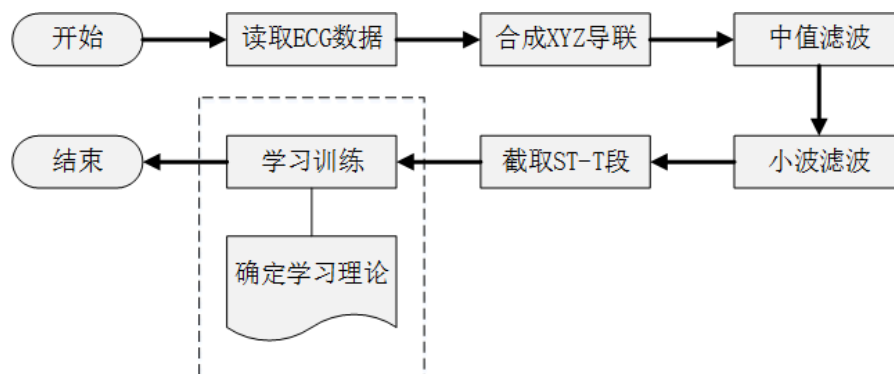 开始
读取ECG数据
合成XYZ导联
中值滤波
小波滤波
截取ST-T段
学习训练
结束
确定学习理论